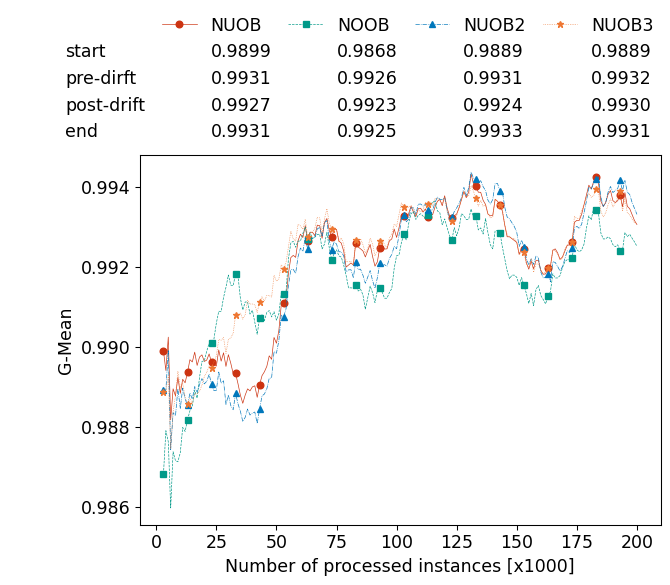 NUOB NOOB NUOB2 NUOB3
start 0.9899 0.9868 0.9889 0.9889
pre-dirft 0.9931 0.9926 0.9931 0.9932
post-drift 0.9927 0.9923 0.9924 0.9930
end 0.9931 0.9925 0.9933 0.9931
0.994
0.992
0.990
0.988
0.986
G-Mean
0 25 50 75 100 125 150 175 200
Number of processed instances [x1000]